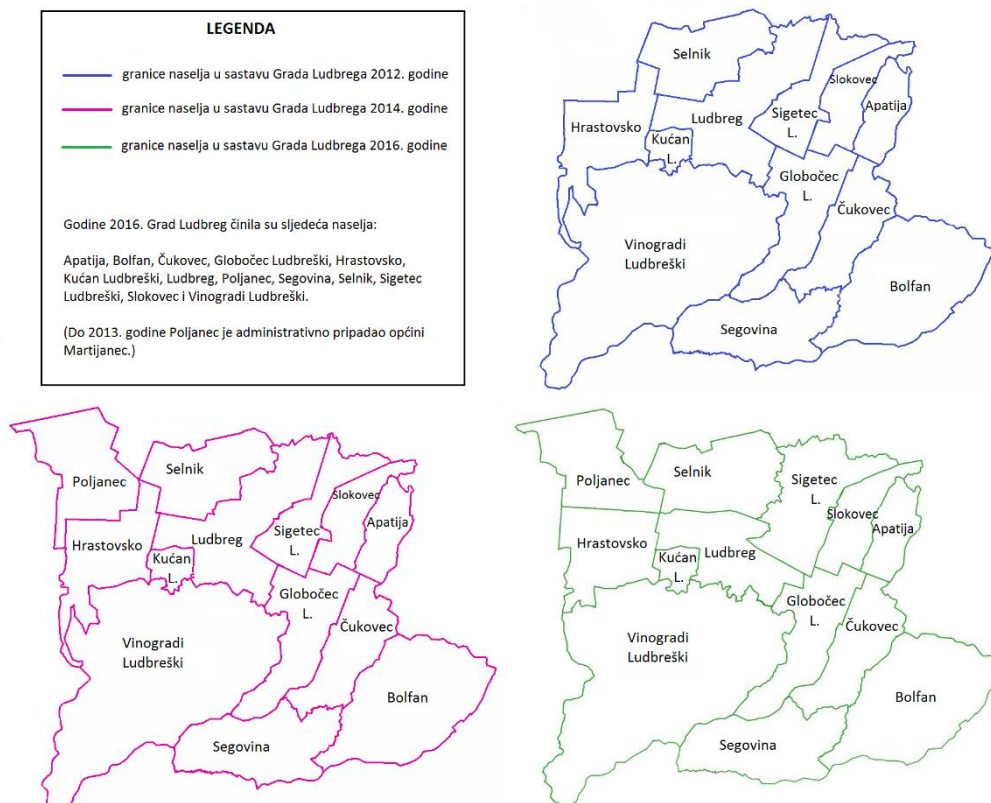 LEGENDA
granice naselja u sastavu Grada Ludbrega 2012. godine
granice naselja u sastavu Grada Ludbrega 2014. godine
granice naselja u sastavu Grada Ludbrega 2016. godine
Godine 2016. Grad Ludbreg činila su sljedeća naselja:
Apatija, Bolfan, Čukovec, Globočec Ludbreški, Hrastovsko,
Kućan Ludbreški, Ludbreg, Poljanec, Segovina, Selnik, Sigetec
Ludbreški, Slokovec i Vinogradi Ludbreški.
(Do 2013. godine Poljanec je administrativno pripadao općini
Martijanec.)
Selnik
Slokovec
Apatija
Hrastovsko
Ludbreg
Sigetec
L.
Kućan
L.
Globočec
L.
Čukovec
Vinogradi
Ludbreški
Bolfan
Segovina
Poljanec
Selnik
Slokovec
Apatija
Hrastovsko
Ludbreg
Sigetec
L.
Kućan
L.
Globočec
L.
Čukovec
Vinogradi
Ludbreški
Bolfan
Segovina
Poljanec
Selnik
Sigetec
L.
Slokovec
Apatija
Hrastovsko
Ludbreg
Kućan
L.
Globočec
L.
Čukovec
Vinogradi
Ludbreški
Bolfan
Segovina